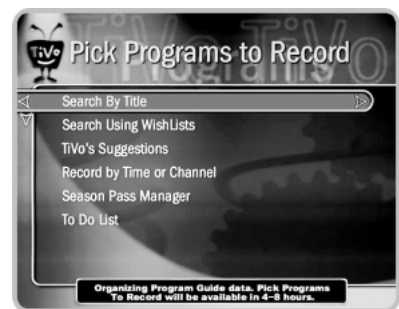 TiVo
Pick Programs to Record
Search By Title
Search Using WishLists
TiVo's Suggestions
Record by Time or Channel
Season Pass Manager
To Do List
Organizing Program Guide data. Pick Programs
To Record will be available in 4–8 hours.